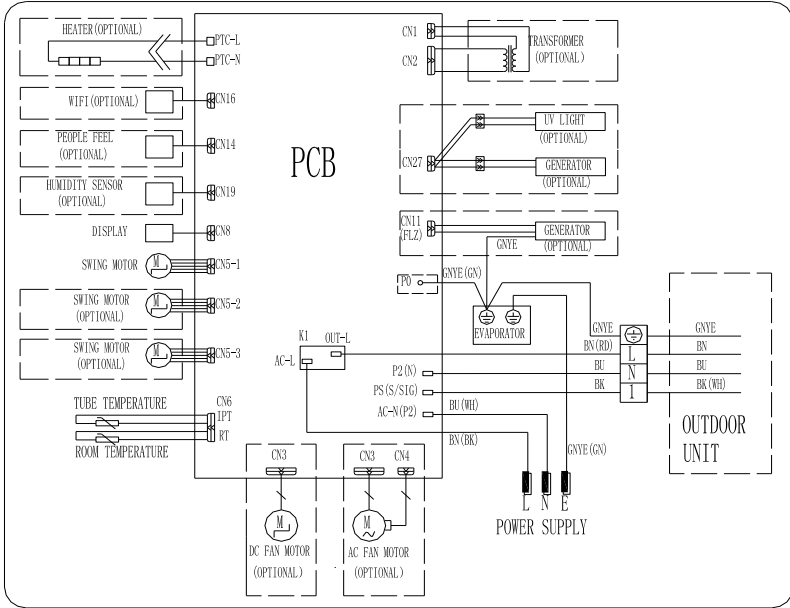 HEATER(OPTIONAL)
PTC-L
PTC-N
WIFI(OPTIONAL)
CN16
PEOPLE FEEL
(OPTIONAL)
CN14
HUMIDITY SENSOR
(OPTIONAL)
CN19
DISPLAY
CN8
SWING MOTOR
M
CN5-1
SWING MOTOR
(OPTIONAL)
M
CN5-2
SWING MOTOR
(OPTIONAL)
M
CN5-3
CN6
TUBE TEMPERATURE
IPT
RT
ROOM TEMPERATURE
PCB
CN1
CN2
TRANSFORMER
(OPTIONAL)
CN27
UV LIGHT
(OPTIONAL)
GENERATOR
(OPTIONAL)
CN11
(FLZ)
GENERATOR
(OPTIONAL)
GNYE
P0
GNYE(GN)
EVAPORATOR
K1
OUT-L
AC-L
P2(N)
PS(S/SIG)
AC-N(P2)
BU(WH)
BN(BK)
GNYE(GN)
GNYE
BN(RD)
BU
BK
L
N
1
GNYE
BN
BU
BK(WH)
OUTDOOR
UNIT
L N E
POWER SUPPLY
CN3
M
DC FAN MOTOR
(OPTIONAL)
CN3
CN4
M
AC FAN MOTOR
(OPTIONAL)